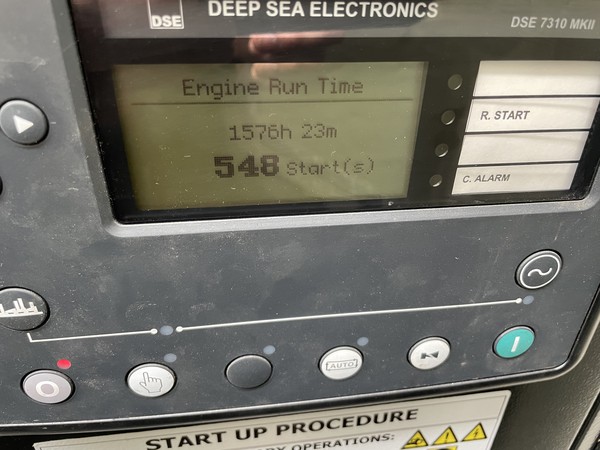 DSE
DEEP SEA ELECTRONICS
DSE 7310 MKII
Engine Run Time
1576h 23m
548 Start(s)
R. START
C. ALARM
AUTO
START UP PROCEDURE
OPERATIONS: